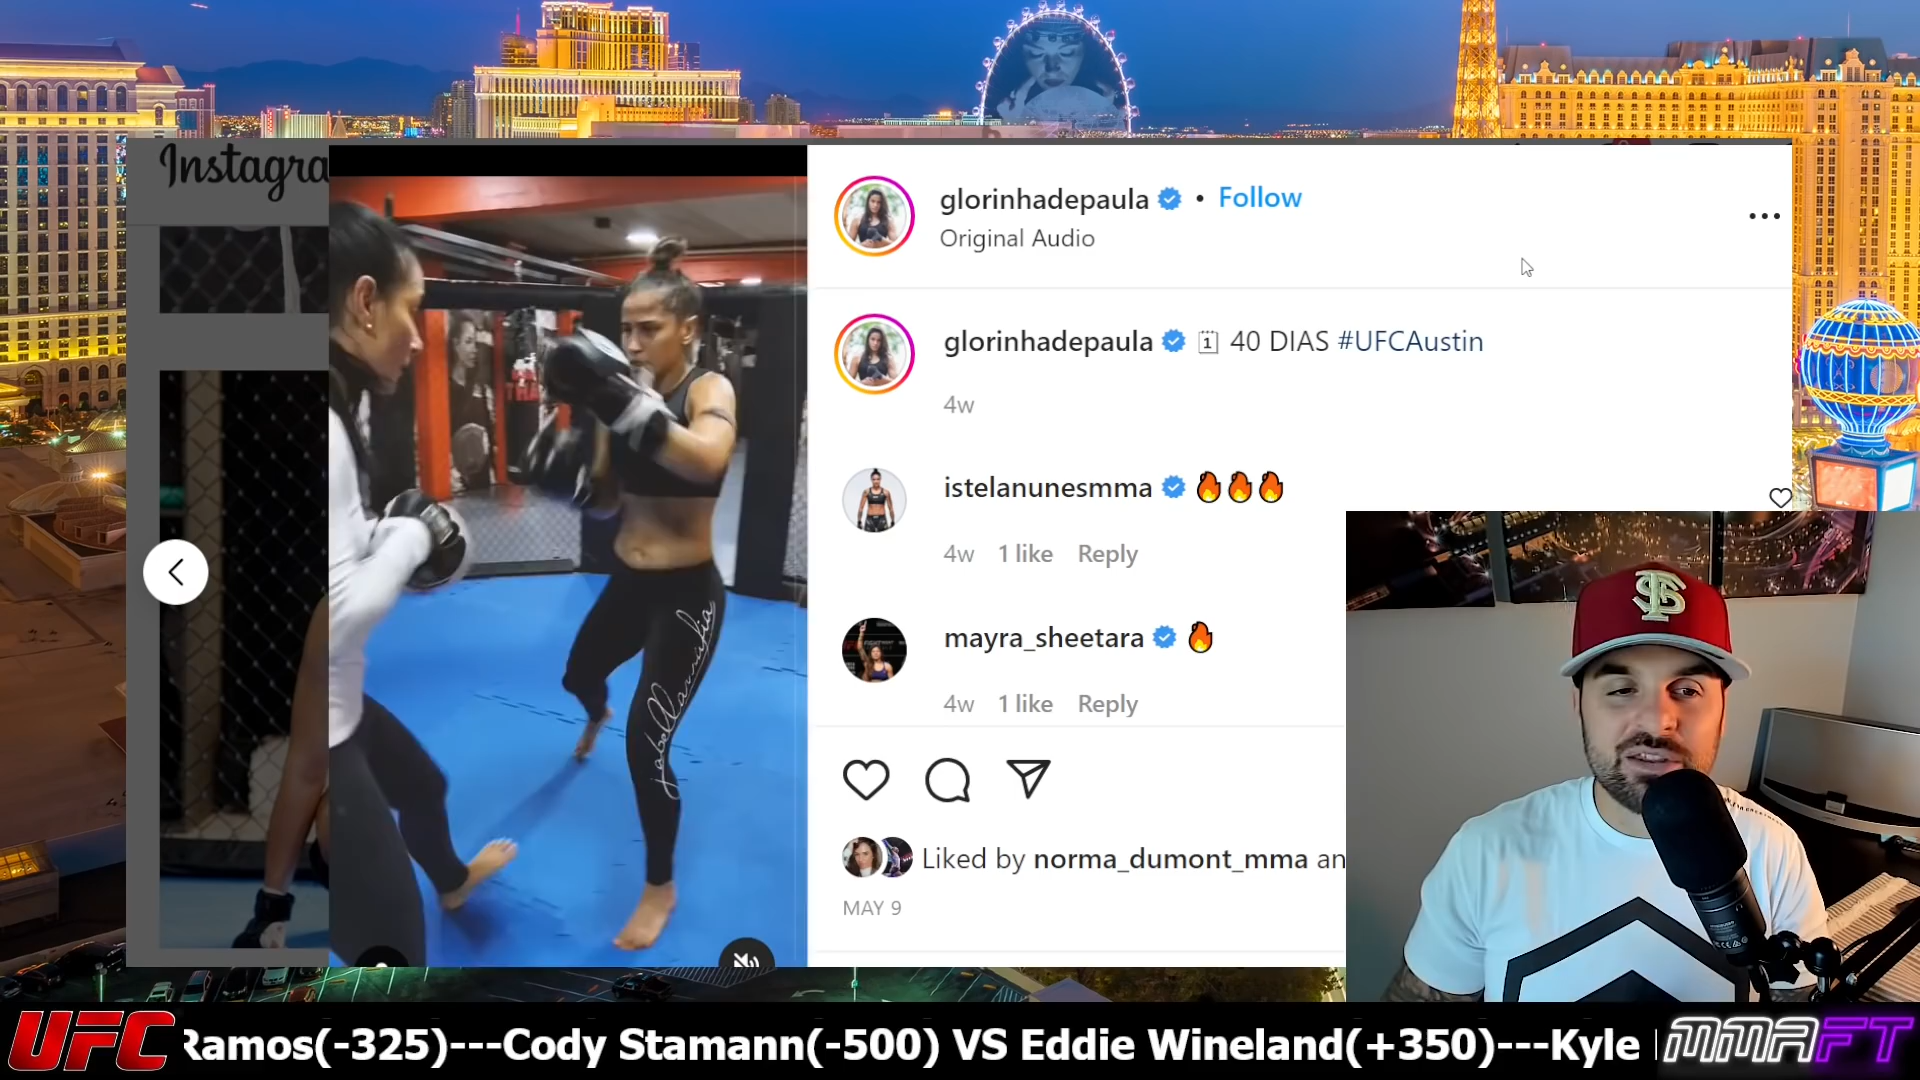 Instagra
glorinhadepaula • Follow
Original Audio
glorinhadepaula 1 40 DIAS #UFCAustin
4w
istelanunesmma 🔥🔥🔥
4w 1 like Reply
mayra_sheetara 🔥
4w 1 like Reply
Liked by norma_dumont_mma an
MAY 9
UFC
Ramos(-325)---Cody Stamann(-500) VS Eddie Wineland(+350)---Kyle
MMAFT